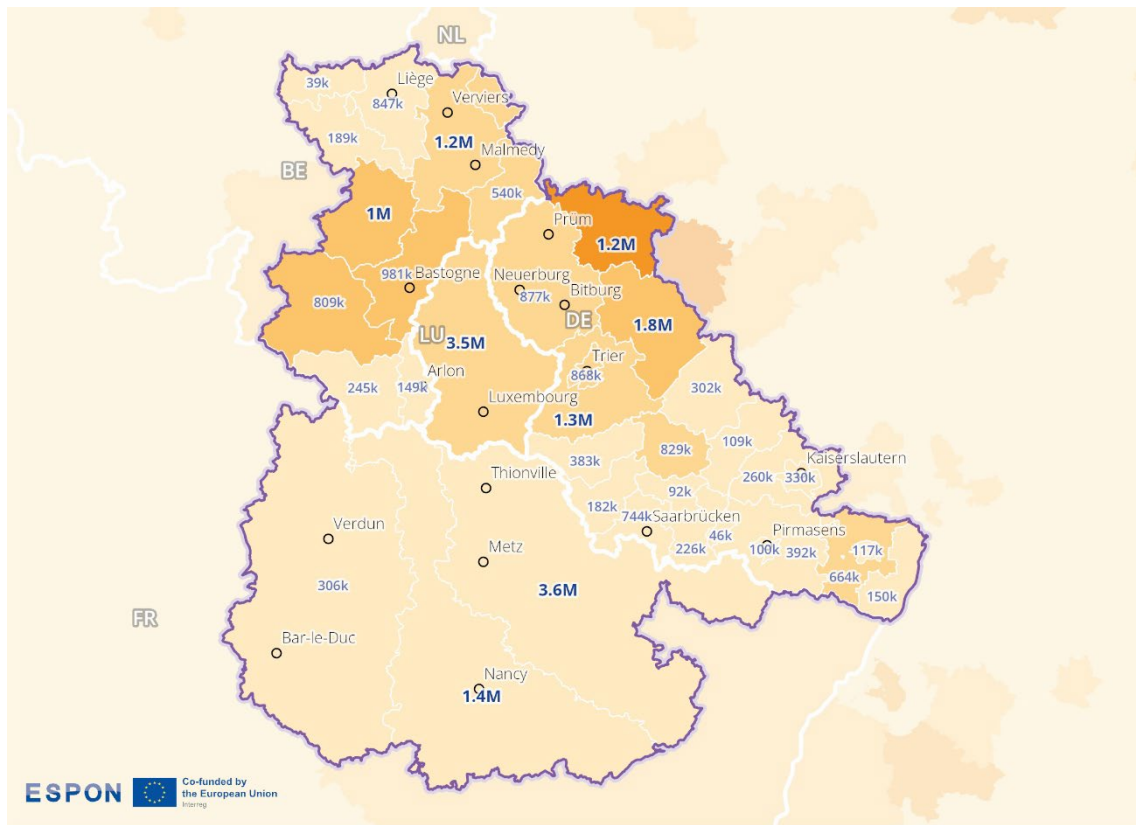 NL
39k
Liège
847k
Verviers
189k
1.2M
Malmedy
BE
540k
1M
Prüm
1.2M
981k
Bastogne
Neuerburg
877k
Bitburg
809k
DE
1.8M
LU
3.5M
Trier
868k
245k
149k
Arlon
302k
Luxembourg
1.3M
109k
829k
383k
Kaiserslautern
Thionville
260k
330k
92k
182k
744k
Saarbrücken
Verdun
46k
Pirmasens
226k
100k
392k
117k
Metz
664k
306k
3.6M
150k
FR
Bar-le-Duc
Nancy
1.4M
ESPON
Co-funded by
the European Union
Interreg